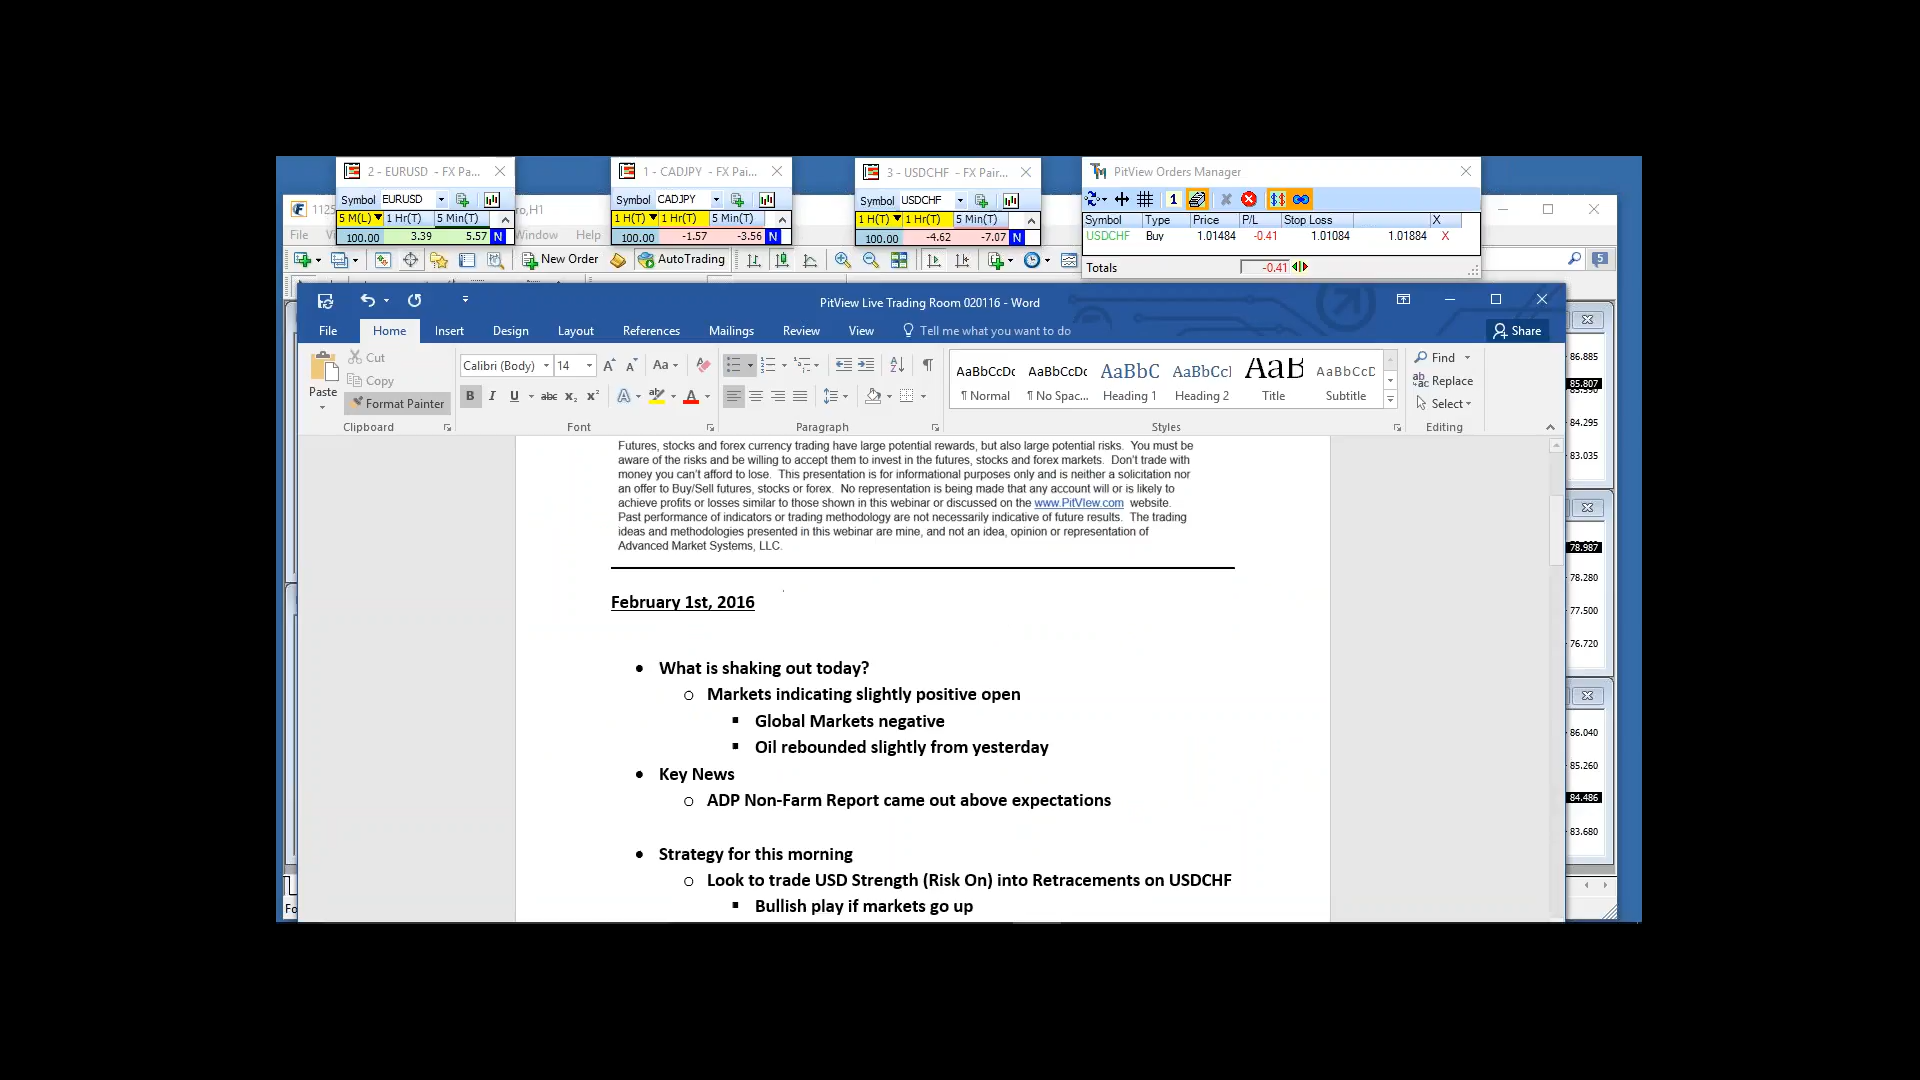 2 - EURUSD - FX Pa...
1 - CADJPY - FX Pai...
3 - USDCHF - FX Pair...
PitView Orders Manager
Symbol EURUSD
Symbol CADJPY
Symbol USDCHF
5 M(L) 1 Hr(T) 5 Min(T)
1 H(T) 1 Hr(T) 5 Min(T)
1 H(T) 1 Hr(T) 5 Min(T)
100.00 3.39 5.57 N
100.00 -1.57 -3.56 N
100.00 -4.62 -7.07 N
1
Symbol Type Price P/L Stop Loss X
USDCHF Buy 1.01484 -0.41 1.01084 1.01884 X
Totals -0.41
File
Window Help
New Order AutoTrading
5
PitView Live Trading Room 020116 - Word
File Home Insert Design Layout References Mailings Review View Tell me what you want to do Share
Cut
Copy
Format Painter
Paste
Clipboard
Calibri (Body) 14
Font
Paragraph
AaBbCcDc AaBbCcDc AaBbC AaBbCc AaB AaBbCcD
¶ Normal ¶ No Spac... Heading 1 Heading 2 Title Subtitle
Styles
Find
Replace
Select
Editing
Futures, stocks and forex currency trading have large potential rewards, but also large potential risks. You must be
aware of the risks and be willing to accept them to invest in the futures, stocks and forex markets. Don't trade with
money you can't afford to lose. This presentation is for informational purposes only and is neither a solicitation nor
an offer to Buy/Sell futures, stocks or forex. No representation is being made that any account will or is likely to
achieve profits or losses similar to those shown in this webinar or discussed on the www.PitVIew.com website.
Past performance of indicators or trading methodology are not necessarily indicative of future results. The trading
ideas and methodologies presented in this webinar are mine, and not an idea, opinion or representation of
Advanced Market Systems, LLC.
February 1st, 2016
• What is shaking out today?
o Markets indicating slightly positive open
▪ Global Markets negative
▪ Oil rebounded slightly from yesterday
• Key News
o ADP Non-Farm Report came out above expectations
• Strategy for this morning
o Look to trade USD Strength (Risk On) into Retracements on USDCHF
▪ Bullish play if markets go up
86.885
85.807
84.295
83.035
78.987
78.280
77.500
76.720
86.040
85.260
84.486
83.680